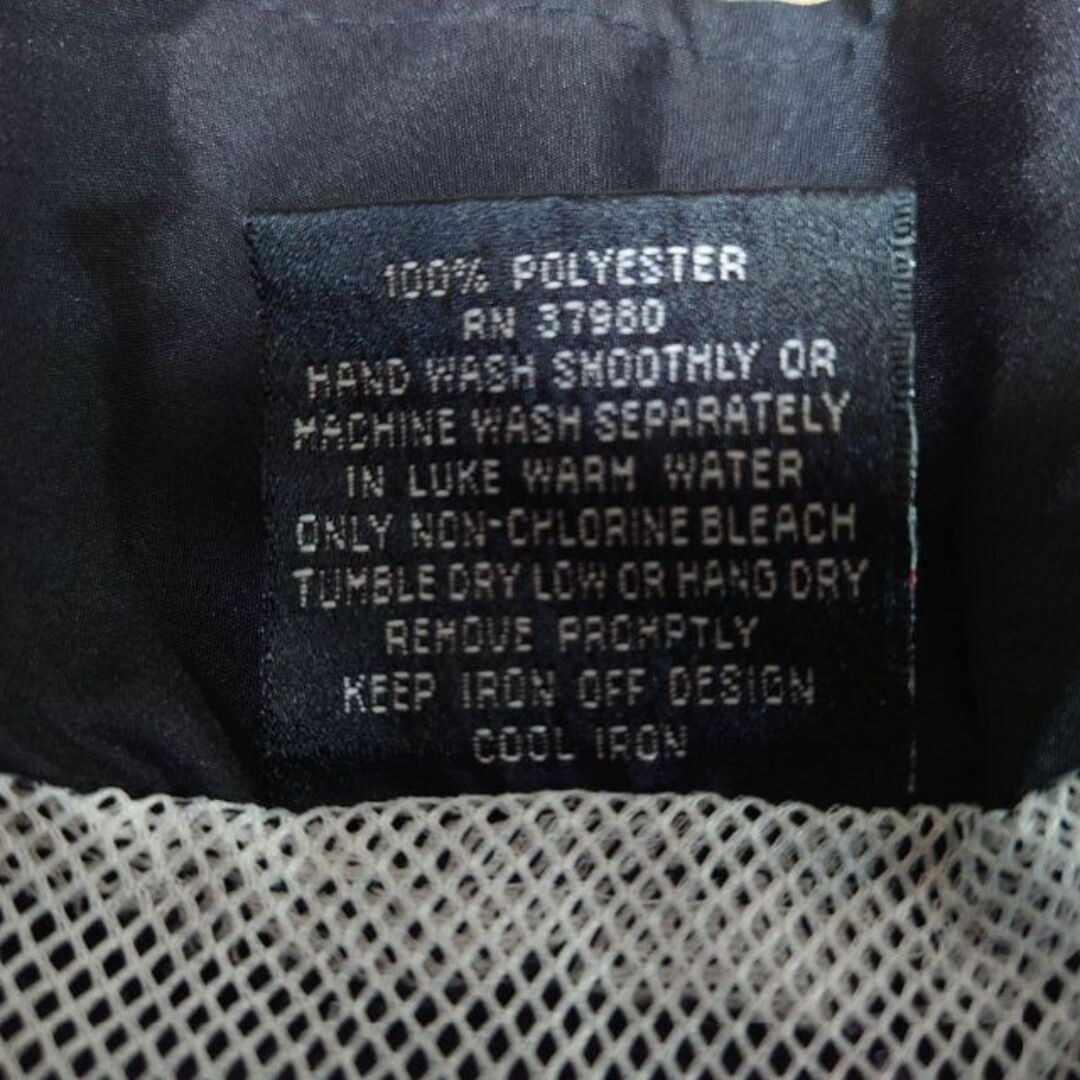 100% POLYESTER
RN 37980
HAND WASH SMOOTHLY OR
MACHINE WASH SEPARATELY
IN LUKE WARM WATER
ONLY NON-CHLORINE BLEACH
TUMBLE DRY LOW OR HANG DRY
REMOVE PROMPTLY
KEEP IRON OFF DESIGN
COOL IRON